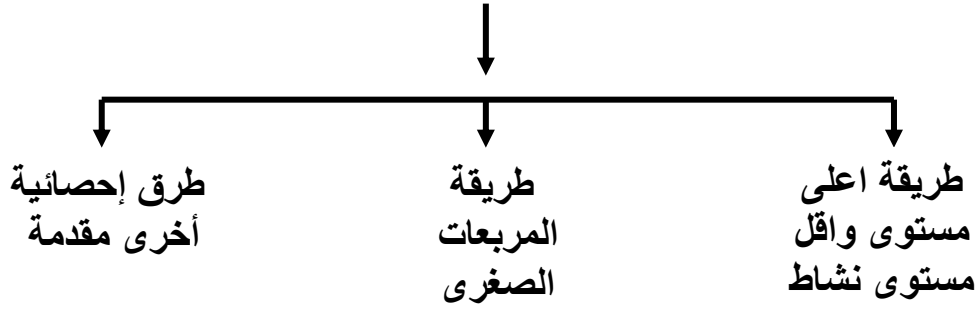 طريقة اعلى
مستوى واقل
مستوى نشاط
طريقة
المربعات
الصغرى
طرق إحصائية
أخرى مقدمة